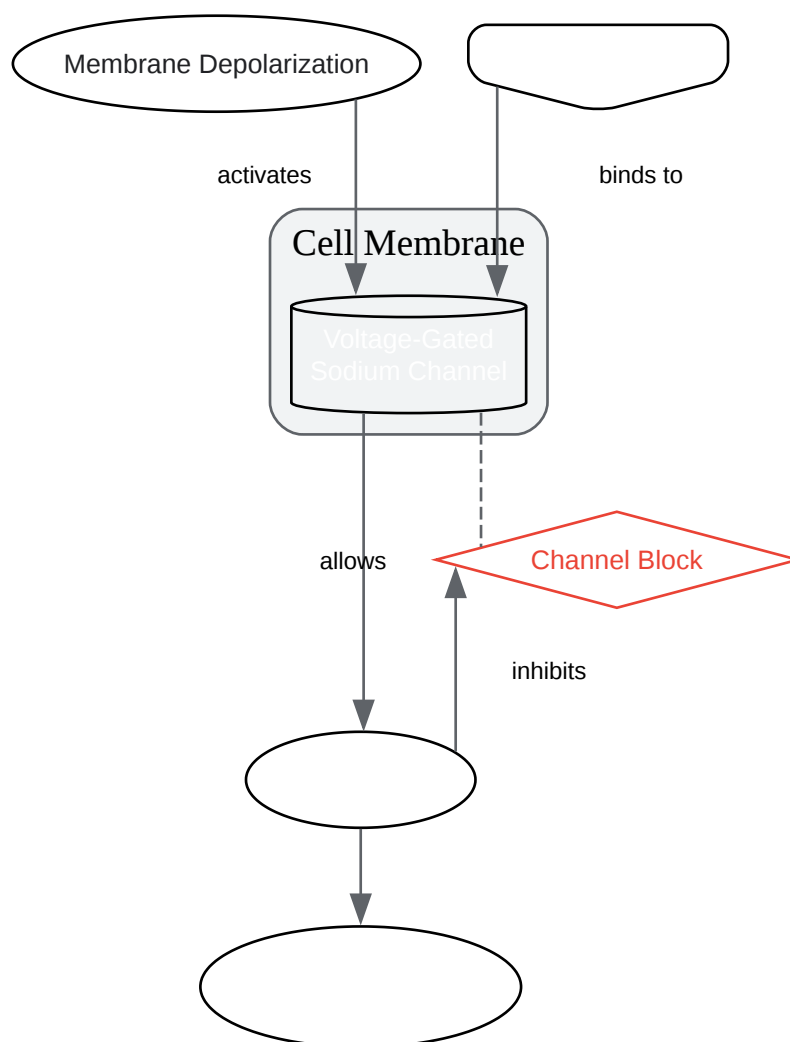 Membrane Depolarization
activates
binds to
Cell Membrane
Voltage-Gated
Sodium Channel
allows
Channel Block
inhibits